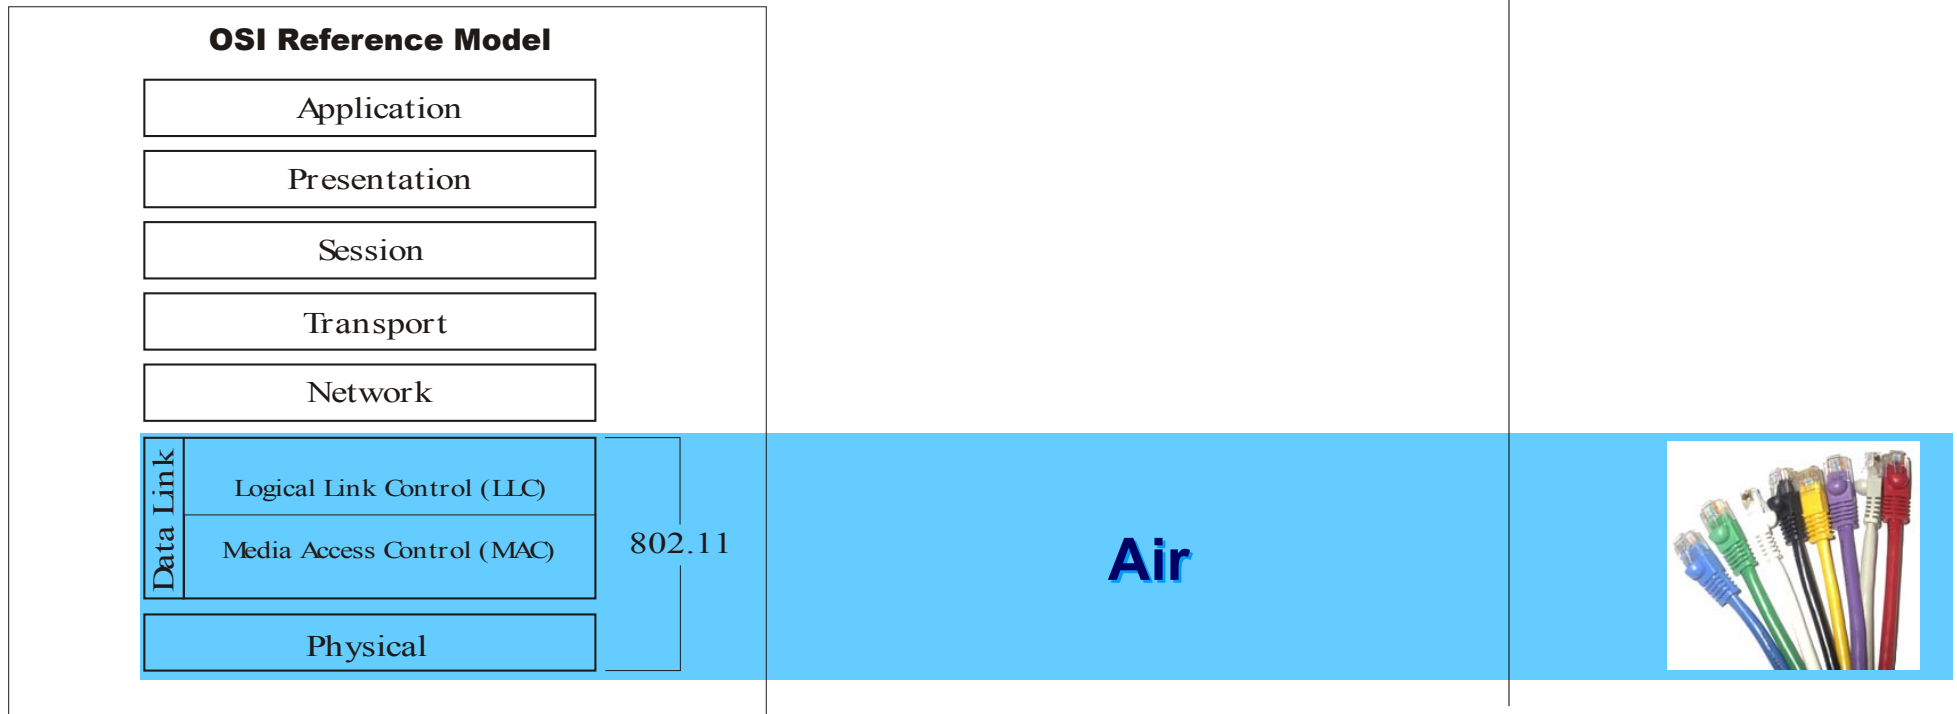 OSI Reference Model
Application
Presentation
Session
Transport
Network
Data Link
Logical Link Control (LLC)
Media Access Control (MAC)
802.11
Physical
Air